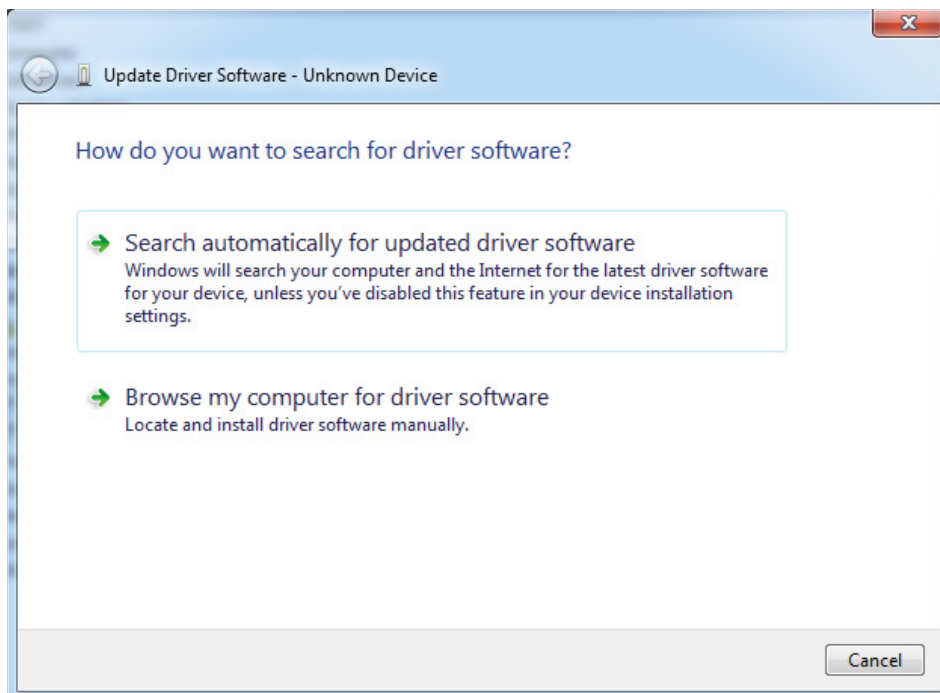 Update Driver Software - Unknown Device
How do you want to search for driver software?
Search automatically for updated driver software
Windows will search your computer and the Internet for the latest driver software
for your device, unless you've disabled this feature in your device installation
settings.
Browse my computer for driver software
Locate and install driver software manually.
Cancel